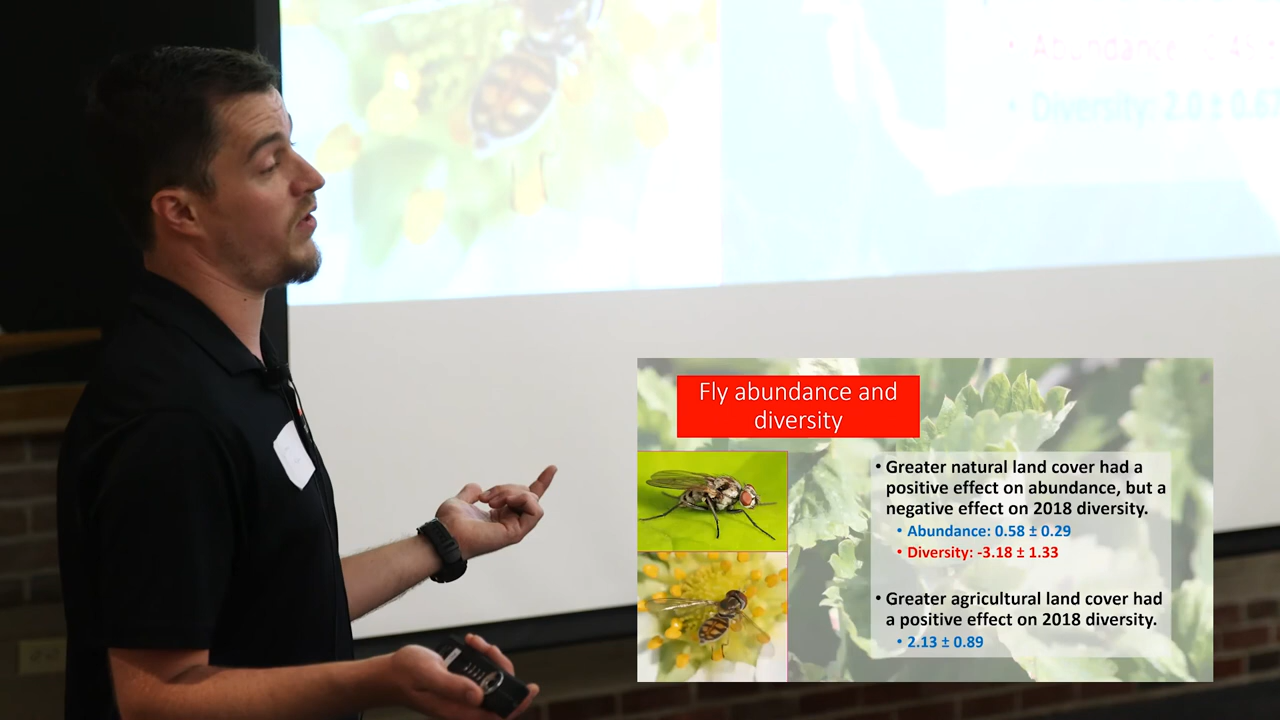 Abundance
Diversity: 2.0 ± 0.67
Fly abundance and
diversity
• Greater natural land cover had a
positive effect on abundance, but a
negative effect on 2018 diversity.
• Abundance: 0.58 ± 0.29
• Diversity: -3.18 ± 1.33
• Greater agricultural land cover had
a positive effect on 2018 diversity.
• 2.13 ± 0.89